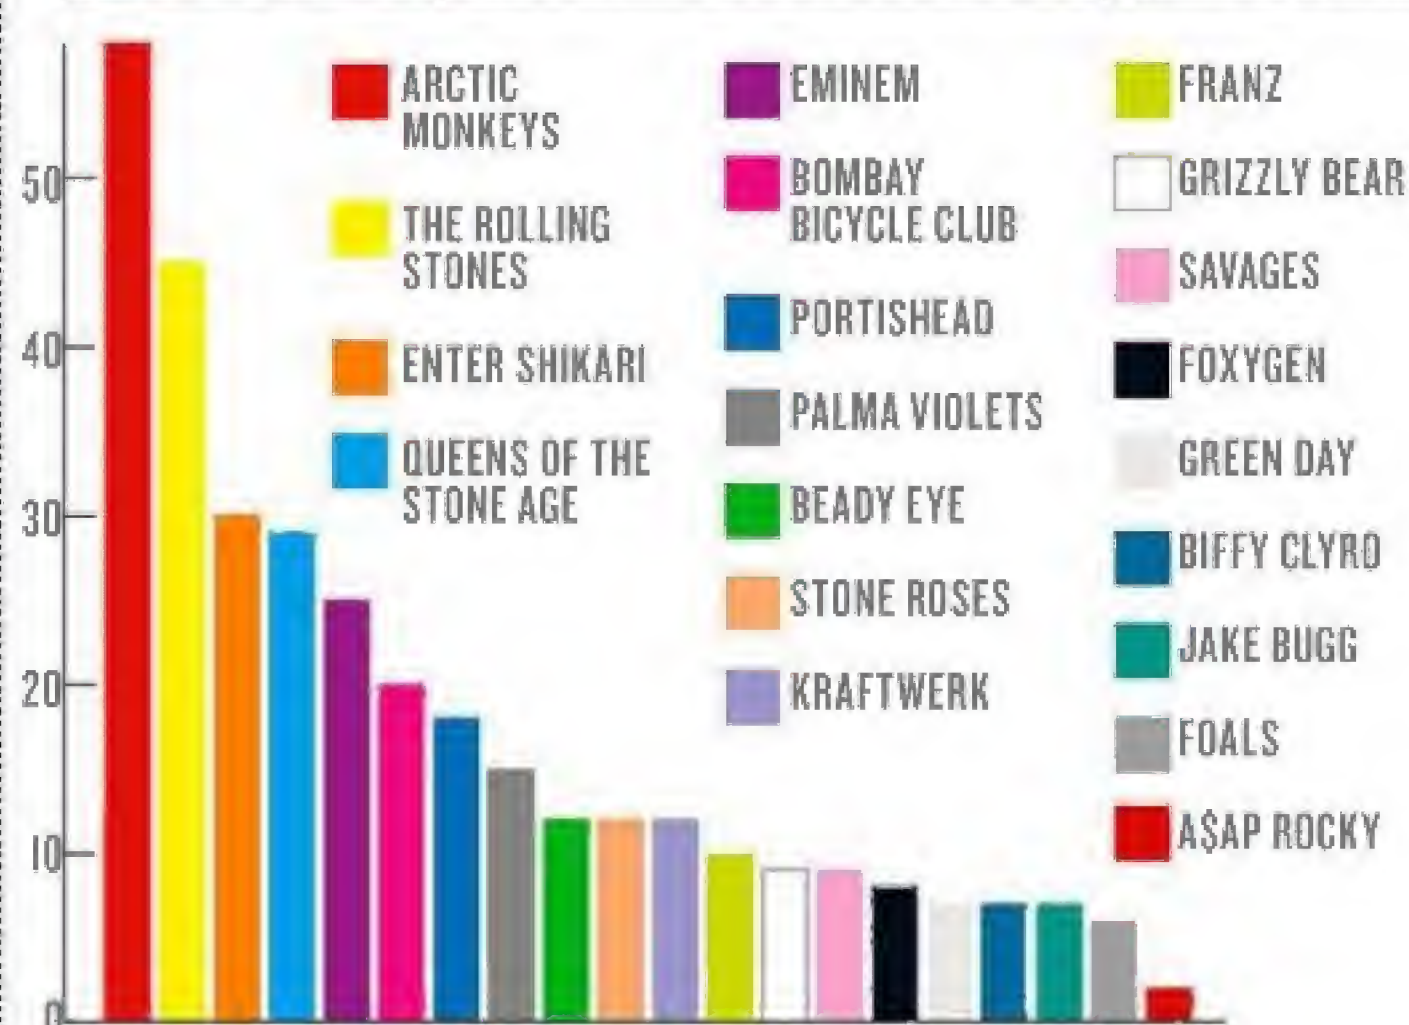 50
40
30
20
10
0
ARCTIC
MONKEYS
THE ROLLING
STONES
ENTER SHIKARI
QUEENS OF THE
STONE AGE
EMINEM
BOMBAY
BICYCLE CLUB
PORTISHEAD
PALMA VIOLETS
BEADY EYE
STONE ROSES
KRAFTWERK
FRANZ
GRIZZLY BEAR
SAVAGES
FOXYGEN
GREEN DAY
BIFFY CLYRO
JAKE BUGG
FOALS
A$AP ROCKY